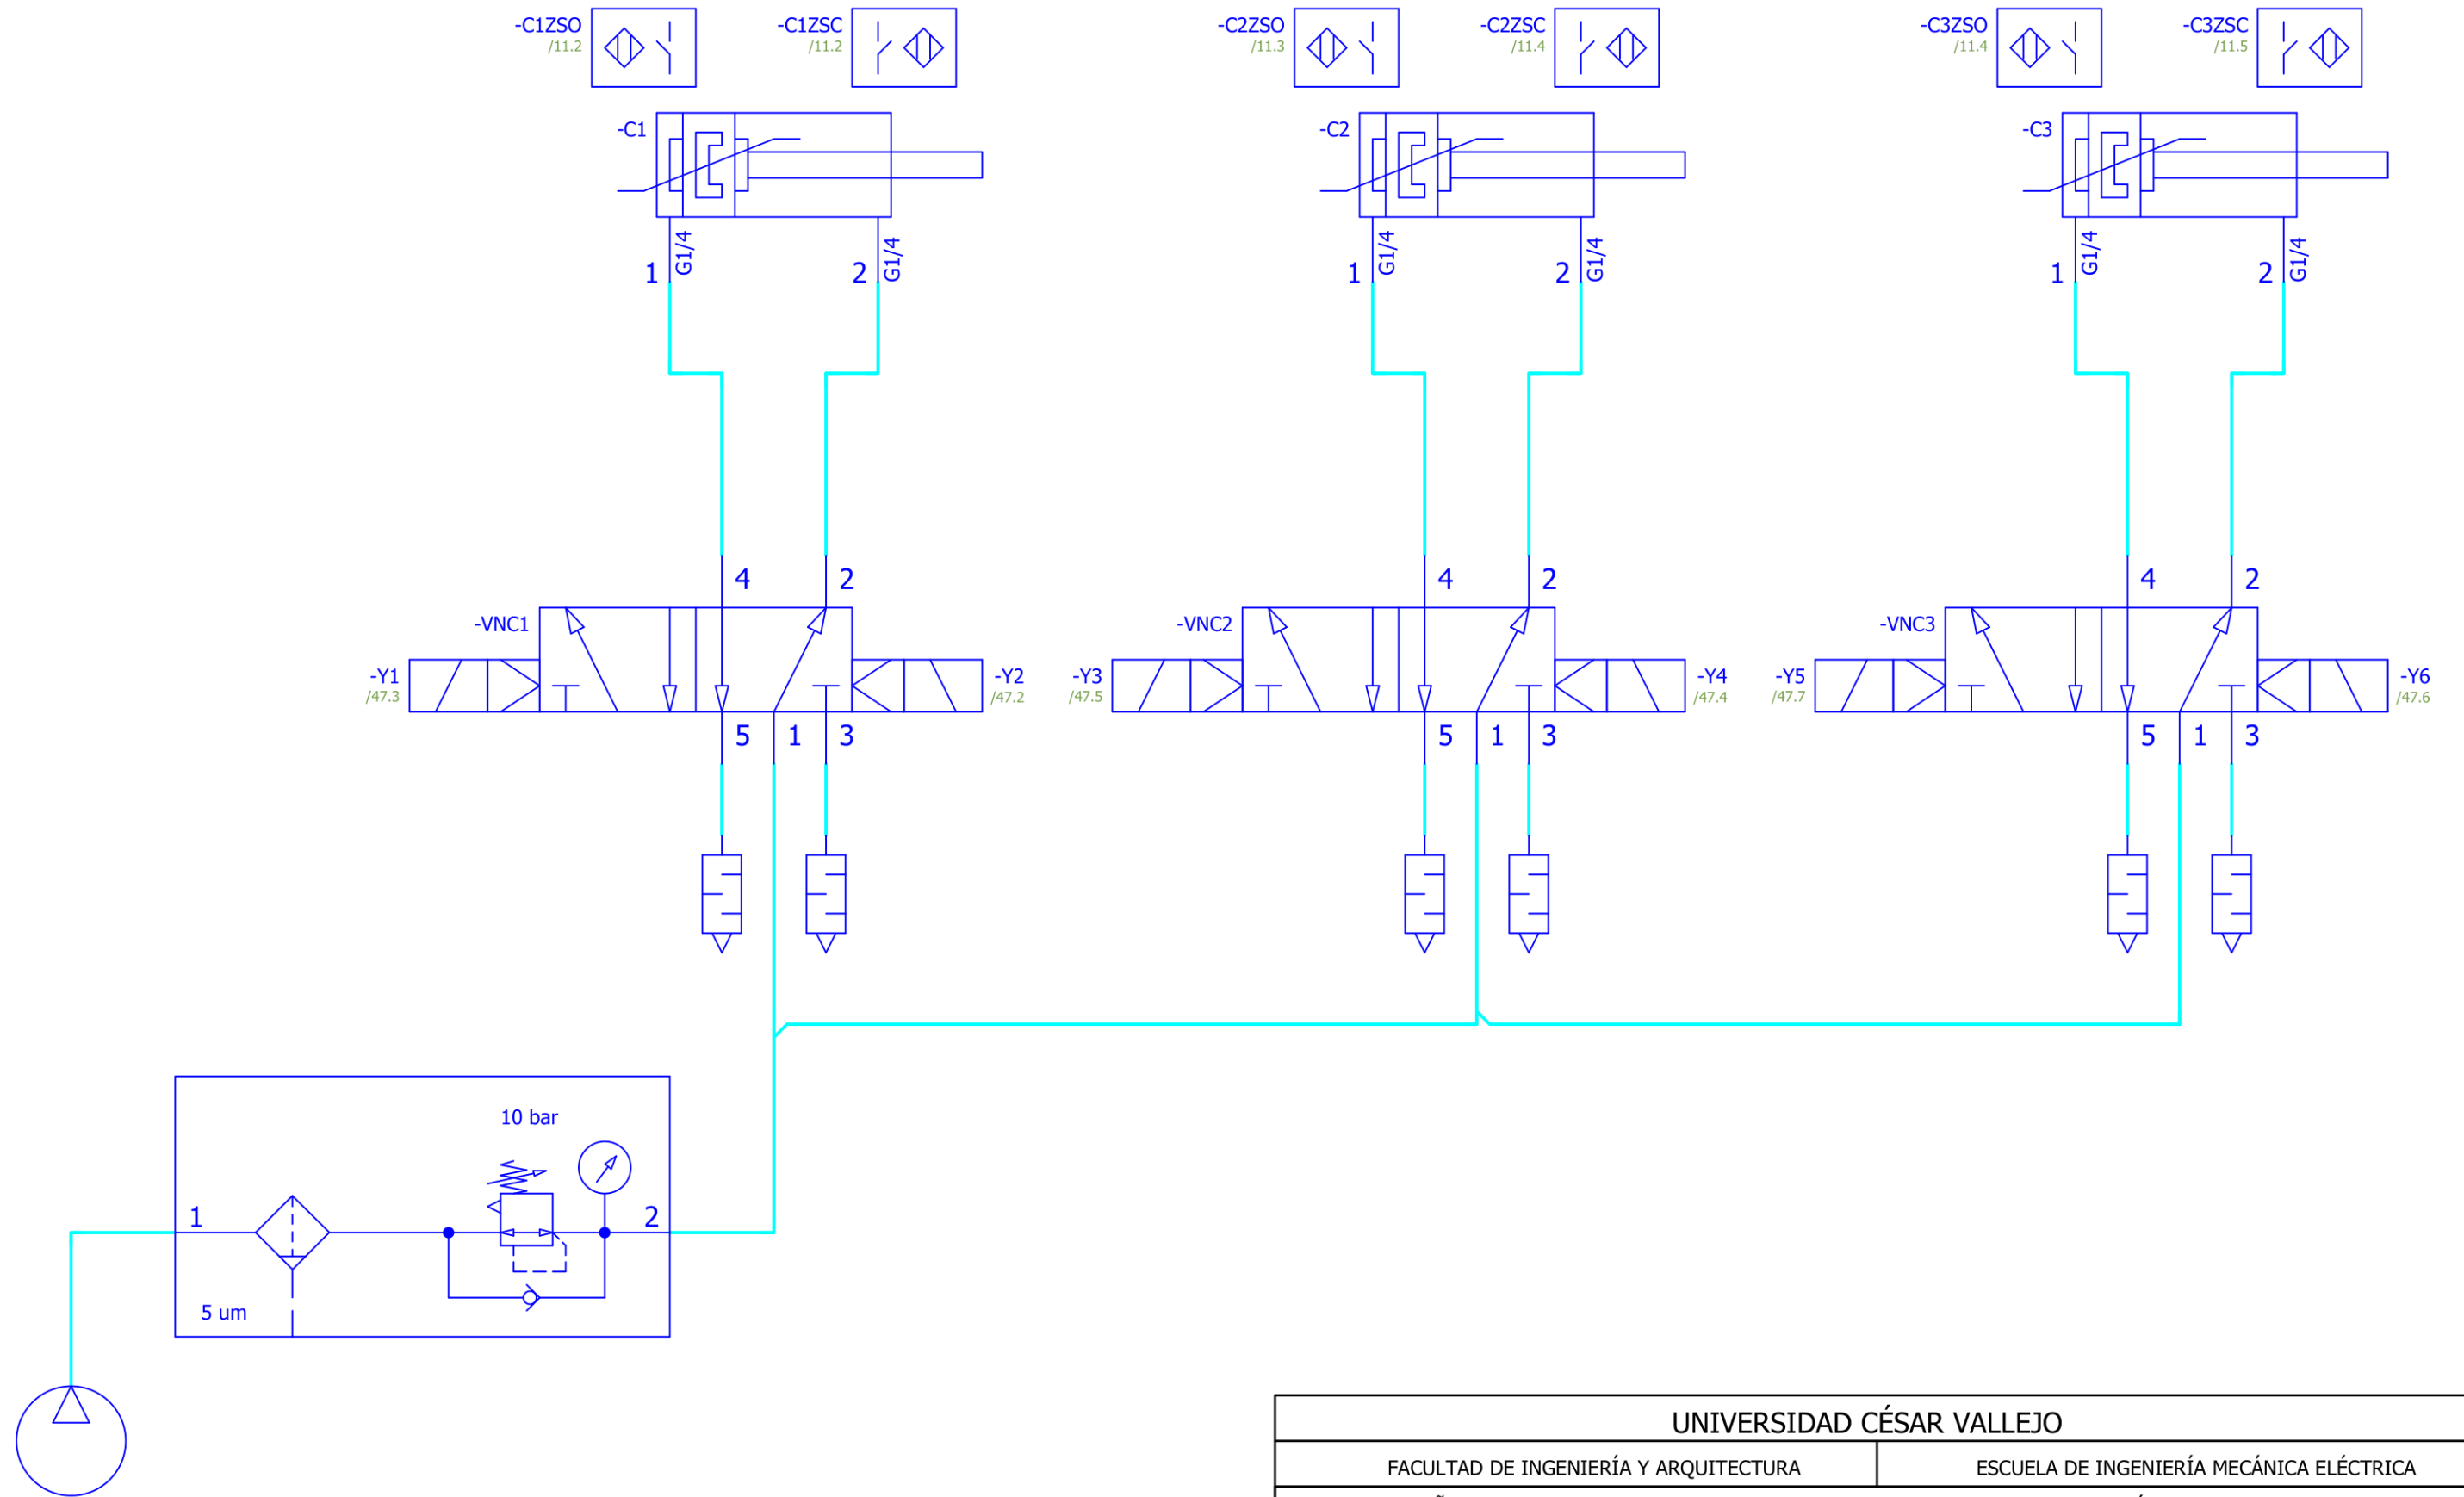 -C1ZSO
/11.2
-C1ZSC
/11.2
-C2ZSO
/11.3
-C2ZSC
/11.4
-C3ZSO
/11.4
-C3ZSC
/11.5
-C1
-C2
-C3
1
G1/4
2
G1/4
1
G1/4
2
G1/4
1
G1/4
2
G1/4
4
2
4
2
4
2
-VNC1
-VNC2
-VNC3
-Y1
/47.3
-Y2
/47.2
-Y3
/47.5
-Y4
/47.4
-Y5
/47.7
-Y6
/47.6
5
1
3
5
1
3
5
1
3
10 bar
1
2
5 um
UNIVERSIDAD CÉSAR VALLEJO
FACULTAD DE INGENIERÍA Y ARQUITECTURA
ESCUELA DE INGENIERÍA MECÁNICA ELÉCTRICA